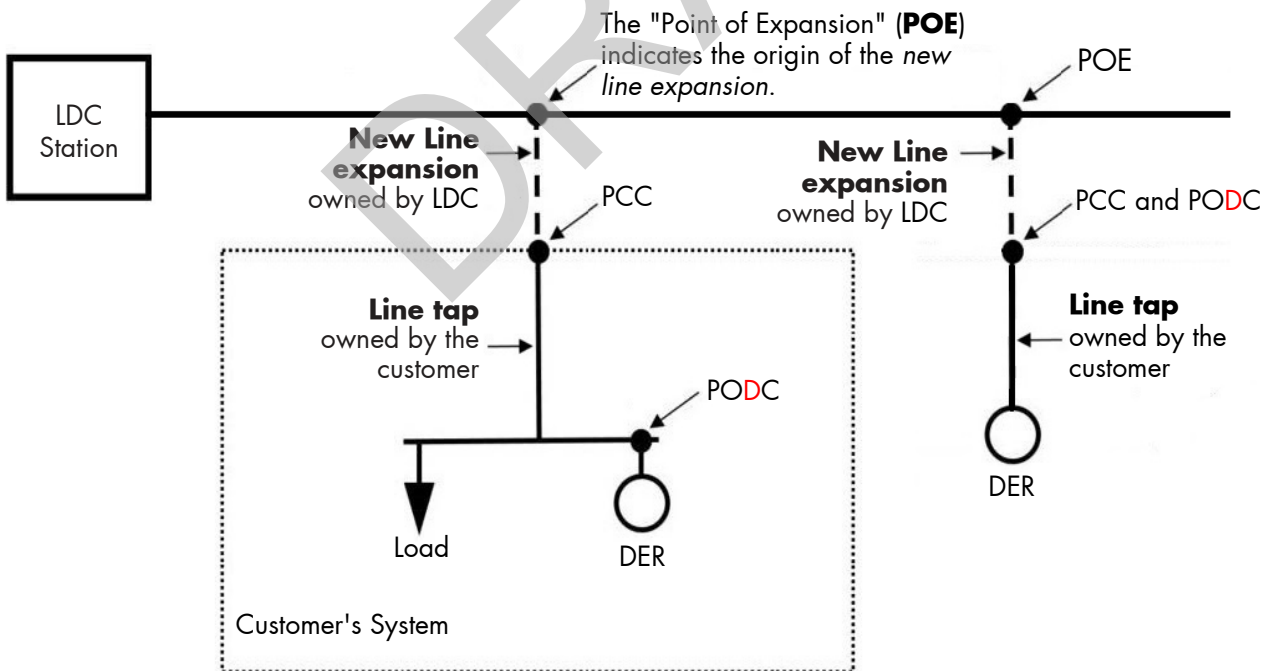 The "Point of Expansion" (POE)
indicates the origin of the new
line expansion.
POE
LDC
Station
New Line
expansion
owned by LDC
PCC
New Line
expansion
owned by LDC
PCC and PODC
Line tap
owned by the
customer
Line tap
owned by the
customer
PODC
Load
DER
DER
Customer's System
DRA